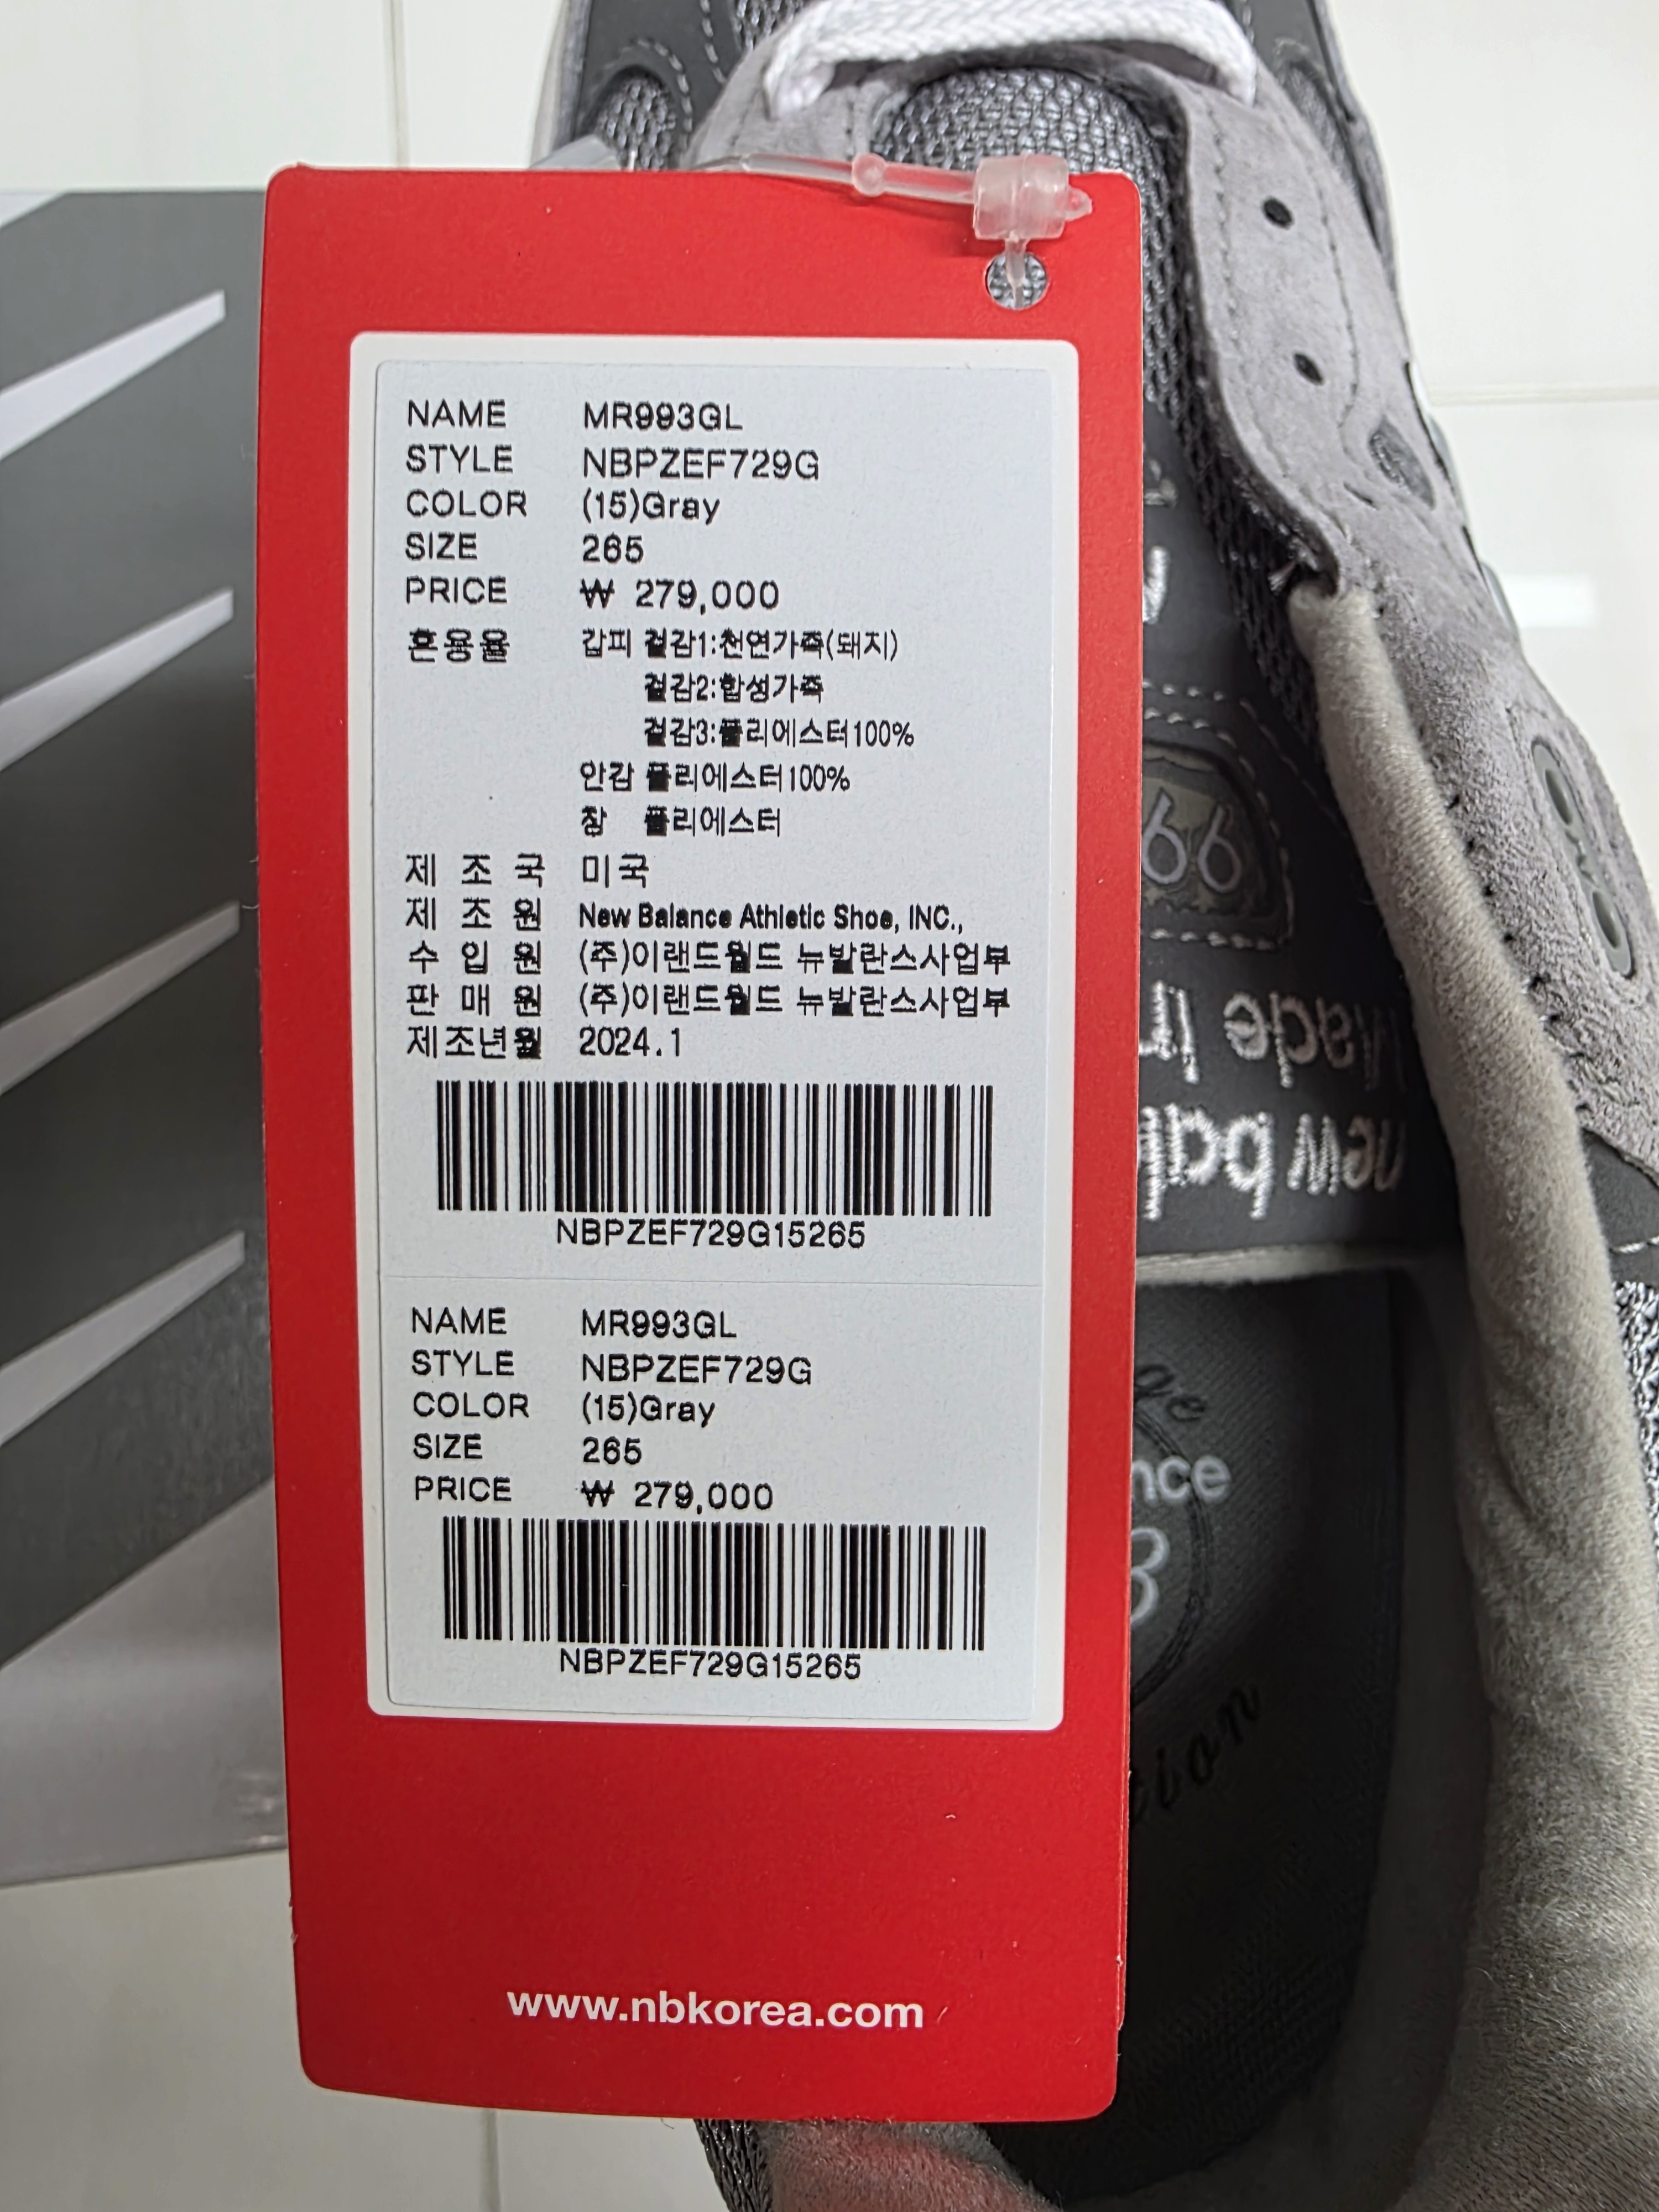 NAME MR993GL
STYLE NBPZEF729G
COLOR (15)Gray
SIZE 265
PRICE ₩ 279,000
혼용율 갑피 겉감1:천연가죽(돼지)
겉감2:합성가죽
겉감3:폴리에스터100%
안감 폴리에스터100%
창 폴리에스터
제 조 국 미국
제 조 원 New Balance Athletic Shoe, INC.,
수 입 원 (주)이랜드월드 뉴발란스사업부
판 매 원 (주)이랜드월드 뉴발란스사업부
제조년월 2024.1
NBPZEF729G15265
NAME MR993GL
STYLE NBPZEF729G
COLOR (15)Gray
SIZE 265
PRICE ₩ 279,000
NBPZEF729G15265
www.nbkorea.com
Made in
new